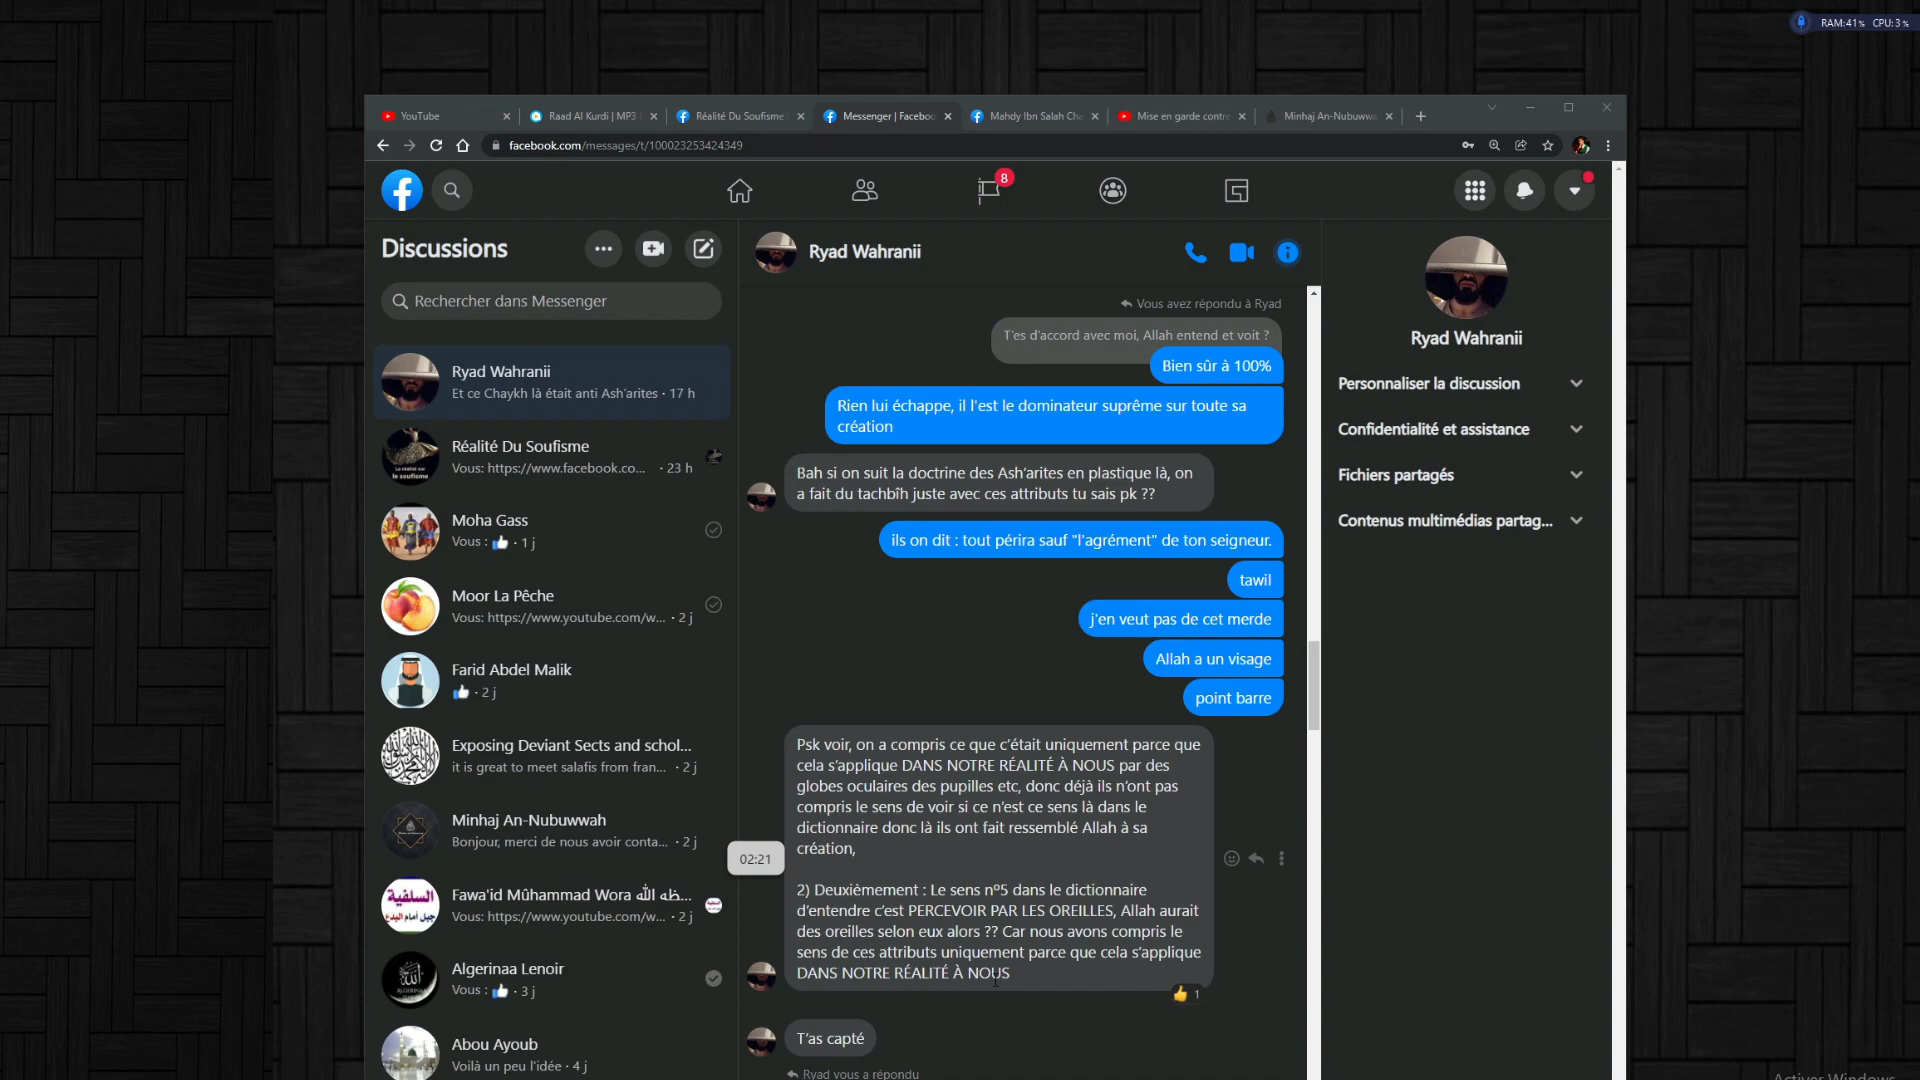 RAM:41% CPU:3%
YouTube
Raad Al Kurdi | MP3
Réalité Du Soufisme
Messenger | Faceboo
Mahdy Ibn Salah Cha
Mise en garde contre
Minhaj An-Nubuwwa
facebook.com/messages/t/100023253424349
8
Discussions
Rechercher dans Messenger
Ryad Wahranii
Et ce Chaykh là était anti Ash'arites · 17 h
Réalité Du Soufisme
Vous: https://www.facebook.co... · 23 h
Moha Gass
Vous : 👍 · 1 j
Moor La Pêche
Vous: https://www.youtube.com/w... · 2 j
Farid Abdel Malik
👍 · 2 j
Exposing Deviant Sects and schol...
it is great to meet salafis from fran... · 2 j
Minhaj An-Nubuwwah
Bonjour, merci de nous avoir conta... · 2 j
Fawa'id Mûhammad Wora حفظه الله...
Vous: https://www.youtube.com/w... · 2 j
Algerinaa Lenoir
Vous : 👍 · 3 j
Abou Ayoub
Voilà un peu l'idée · 4 j
Ryad Wahranii
Vous avez répondu à Ryad
T'es d'accord avec moi, Allah entend et voit ?
Bien sûr à 100%
Rien lui échappe, il l'est le dominateur suprême sur toute sa
création
Bah si on suit la doctrine des Ash'arites en plastique là, on
a fait du tachbîh juste avec ces attributs tu sais pk ??
ils on dit : tout périra sauf "l'agrément" de ton seigneur.
tawil
j'en veut pas de cet merde
Allah a un visage
point barre
Psk voir, on a compris ce que c'était uniquement parce que
cela s'applique DANS NOTRE RÉALITÉ À NOUS par des
globes oculaires des pupilles etc, donc déjà ils n'ont pas
compris le sens de voir si ce n'est ce sens là dans le
dictionnaire donc là ils ont fait ressemblé Allah à sa
création,
02:21
2) Deuxièmement : Le sens nº5 dans le dictionnaire
d'entendre c'est PERCEVOIR PAR LES OREILLES, Allah aurait
des oreilles selon eux alors ?? Car nous avons compris le
sens de ces attributs uniquement parce que cela s'applique
DANS NOTRE RÉALITÉ À NOUS
👍 1
T'as capté
Ryad vous a répondu
Ryad Wahranii
Personnaliser la discussion
Confidentialité et assistance
Fichiers partagés
Contenus multimédias partag...
Activer Windows